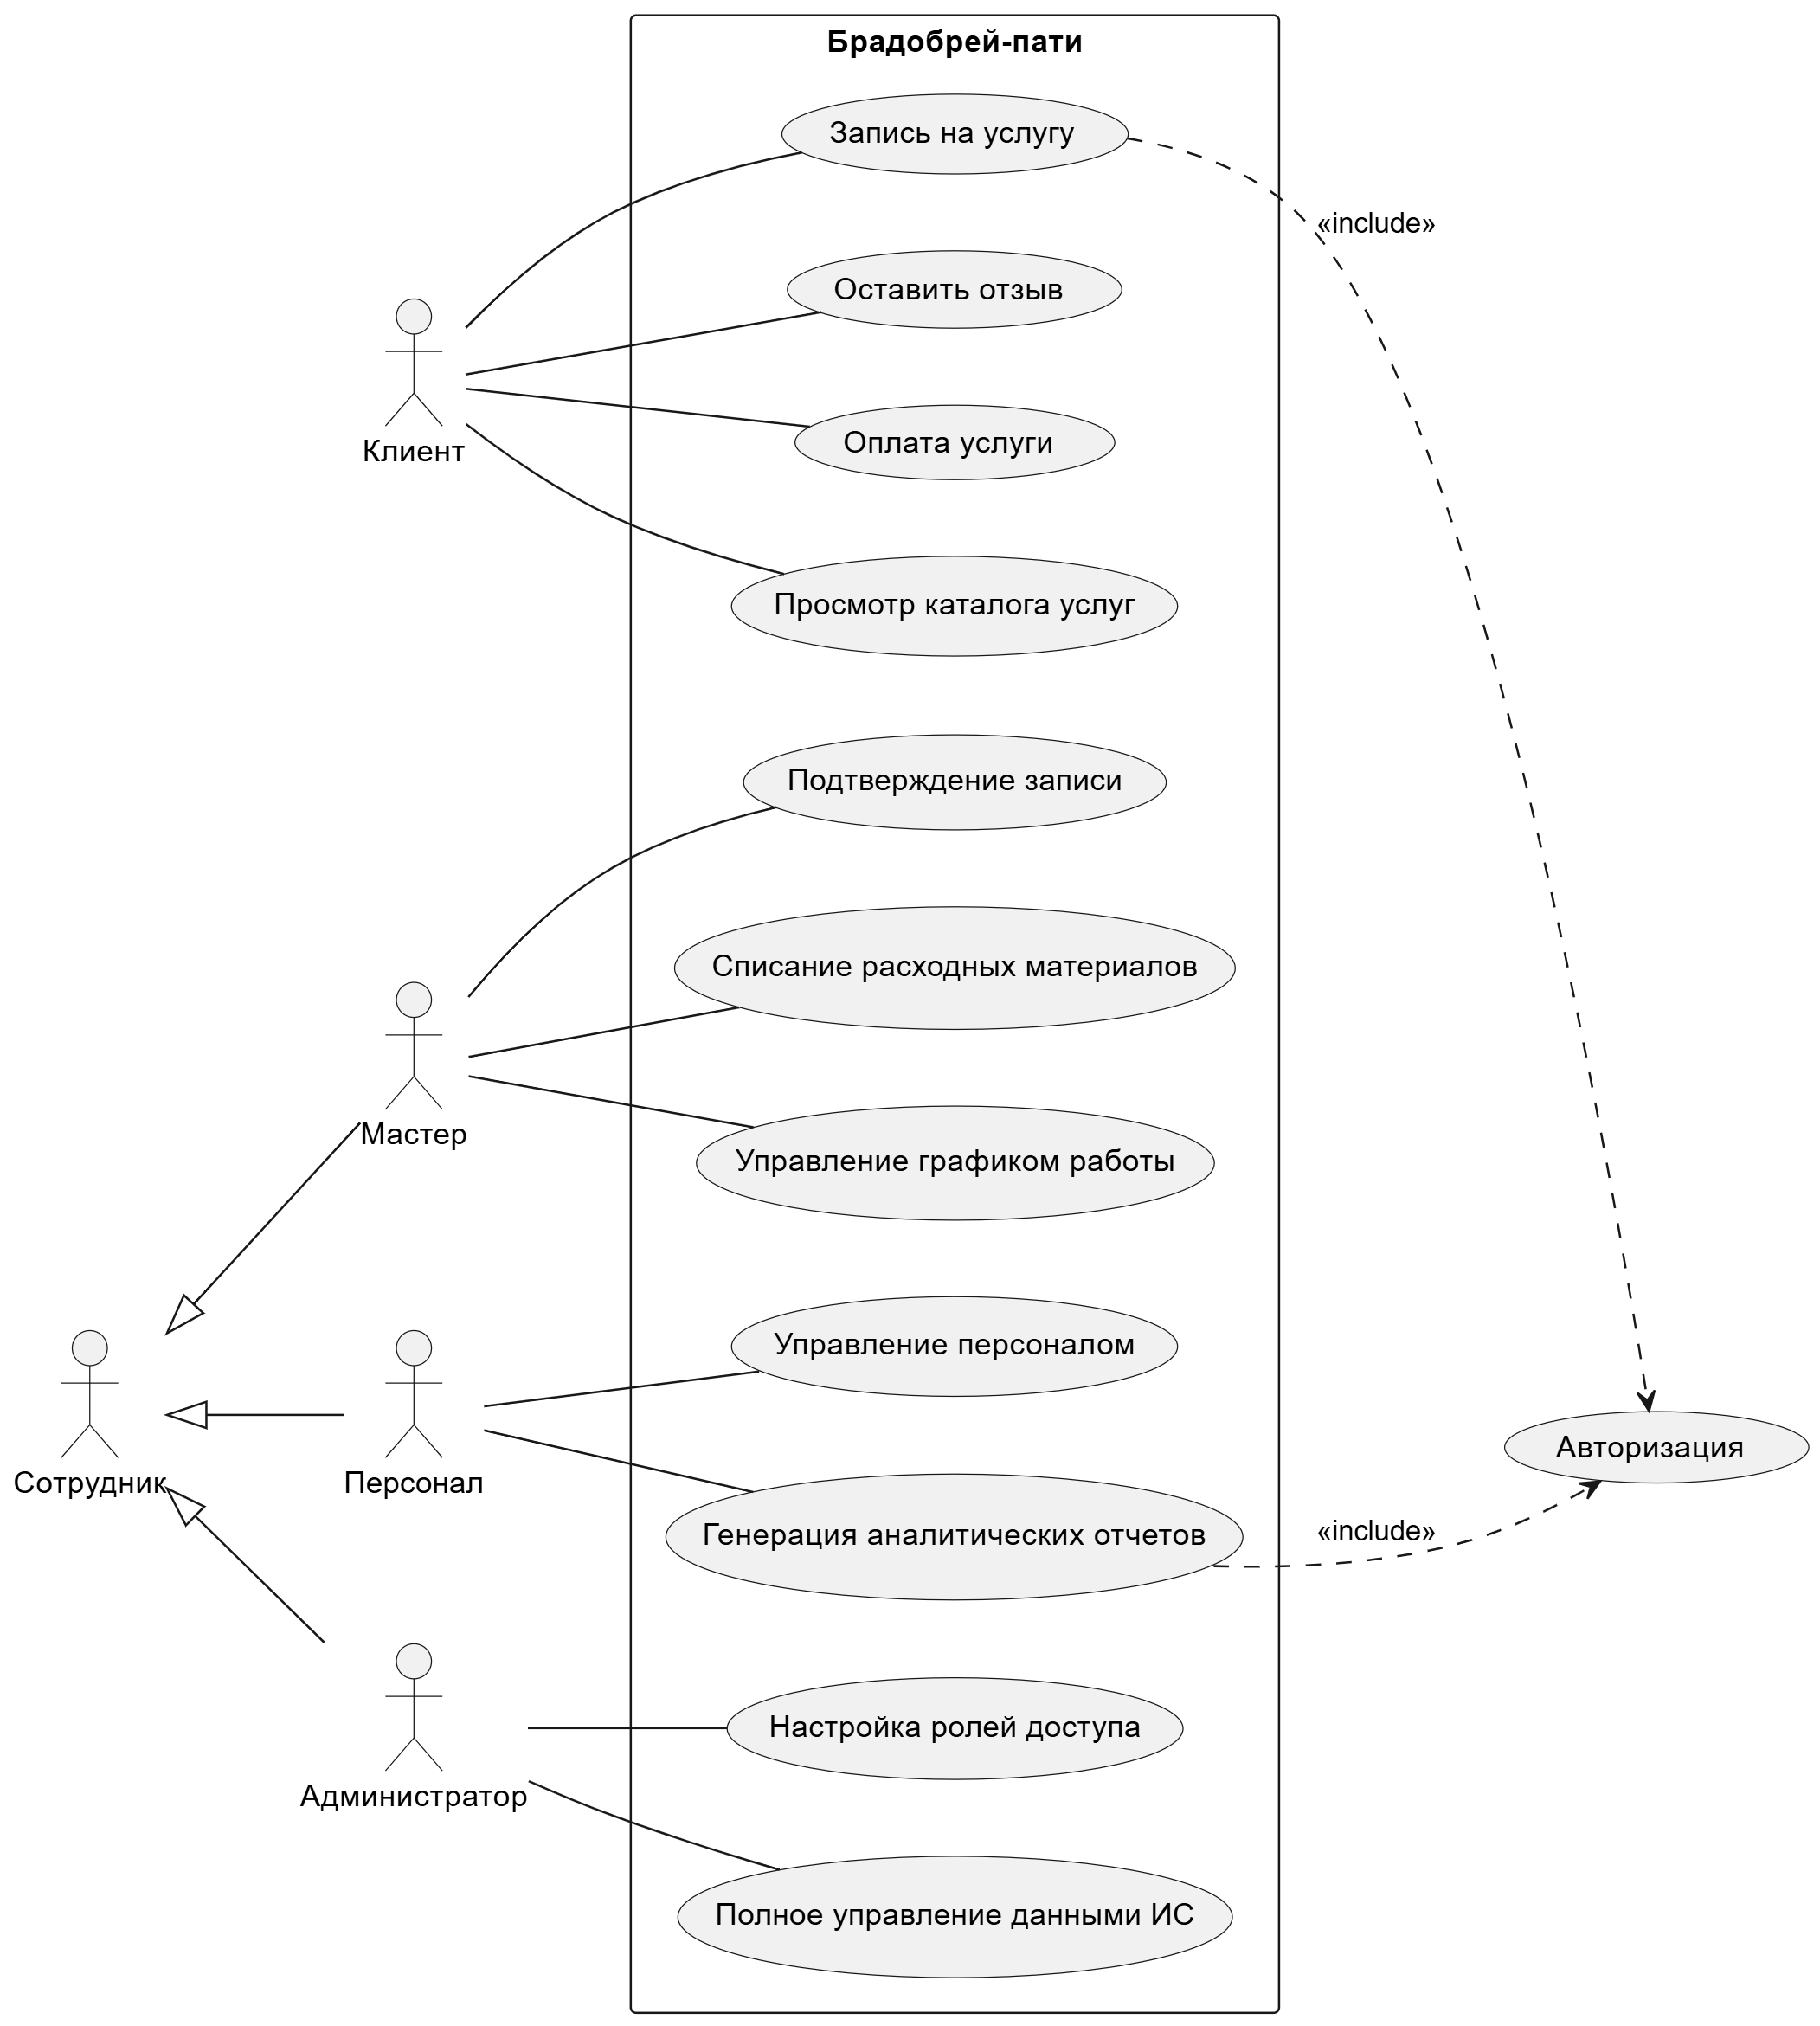 Брадобрей-пати
Запись на услугу
«include»
Оставить отзыв
Оплата услуги
Клиент
Просмотр каталога услуг
Подтверждение записи
Списание расходных материалов
Мастер
Управление графиком работы
Управление персоналом
Авторизация
Сотрудник
Персонал
Генерация аналитических отчетов
«include»
Настройка ролей доступа
Администратор
Полное управление данными ИС